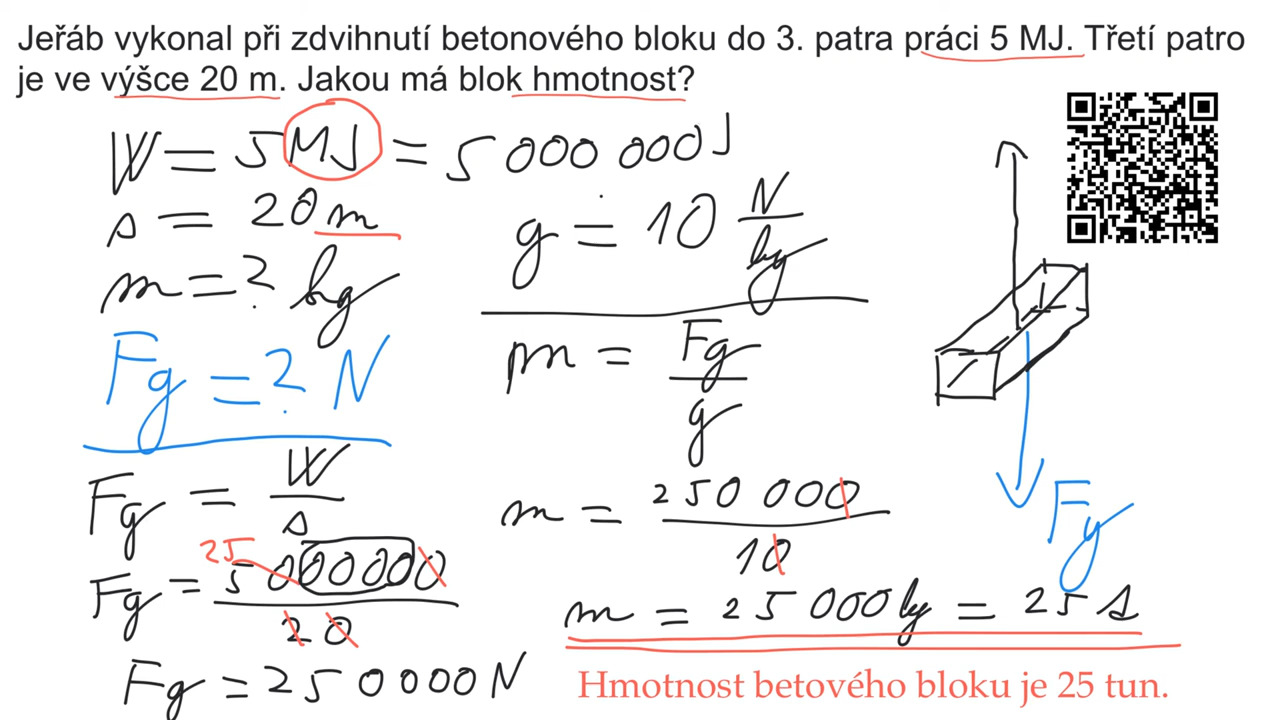 Jeřáb vykonal při zdvihnutí betonového bloku do 3. patra práci 5 MJ. Třetí patro
je ve výšce 20 m. Jakou má blok hmotnost?
W = 5 MJ = 5 000 000 J
s = 20 m
g = 10 N/kg
m = ? kg
Fg = ? N
m = Fg/g
Fg = W/s
m = 250 000/10
25
Fg = 5 000 000/20
m = 25 000 kg = 25 t
Fg = 250 000 N
Fg
Hmotnost betového bloku je 25 tun.